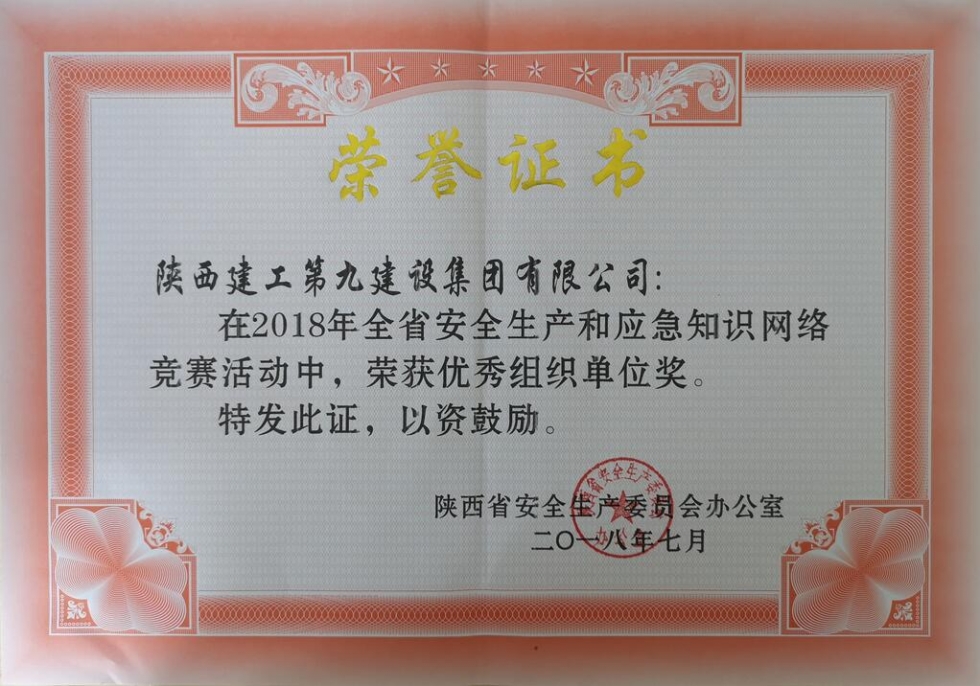 荣誉证书
陕西建工第九建设集团有限公司：
在2018年全省安全生产和应急知识网络
竞赛活动中，荣获优秀组织单位奖。
特发此证，以资鼓励。
陕西省安全生产委员会办公室
二〇一八年七月